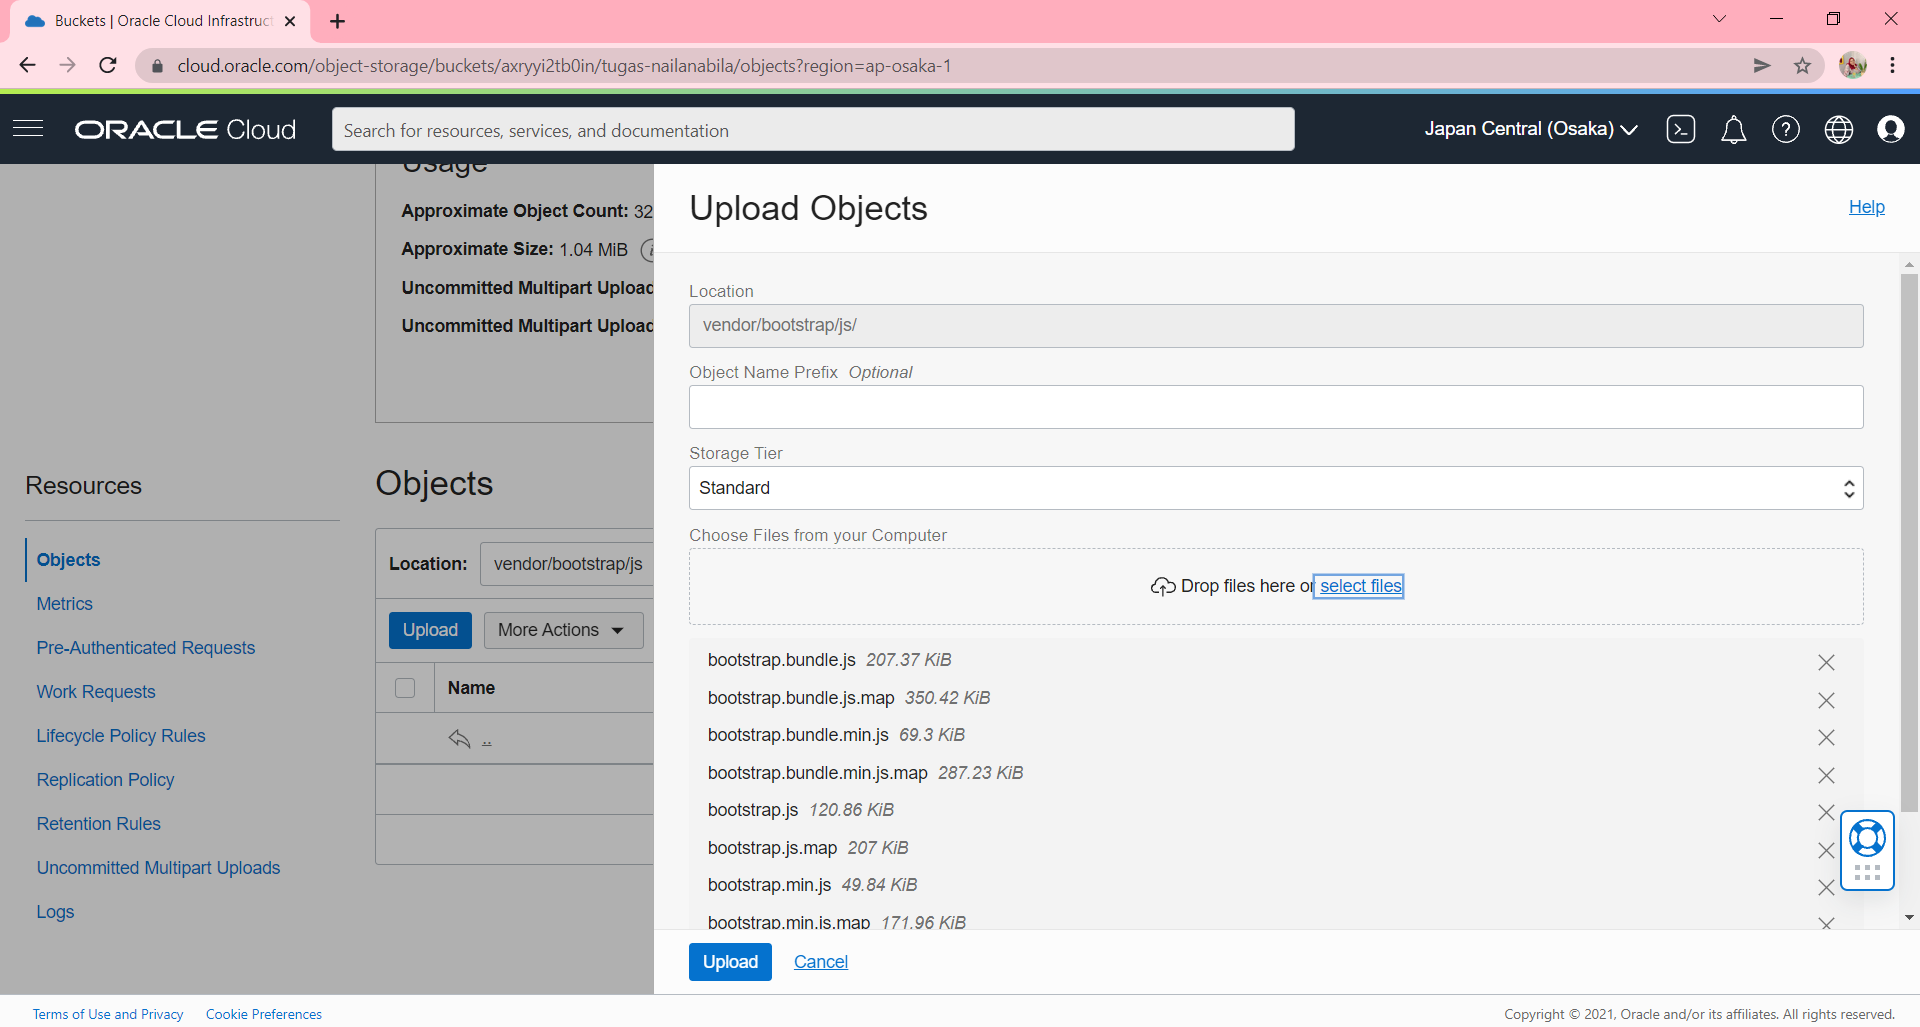 Buckets | Oracle Cloud Infrastruct
cloud.oracle.com/object-storage/buckets/axryyi2tb0in/tugas-nailanabila/objects?region=ap-osaka-1
ORACLE Cloud
Search for resources, services, and documentation
Japan Central (Osaka)
Usage
Approximate Object Count: 32
Approximate Size: 1.04 MiB
Uncommitted Multipart Upload
Uncommitted Multipart Upload
Resources
Objects
Metrics
Pre-Authenticated Requests
Work Requests
Lifecycle Policy Rules
Replication Policy
Retention Rules
Uncommitted Multipart Uploads
Logs
Objects
Location: vendor/bootstrap/js
Upload More Actions
Name
..
Upload Objects
Help
Location
vendor/bootstrap/js/
Object Name Prefix Optional
Storage Tier
Standard
Choose Files from your Computer
Drop files here or select files
bootstrap.bundle.js 207.37 KiB
bootstrap.bundle.js.map 350.42 KiB
bootstrap.bundle.min.js 69.3 KiB
bootstrap.bundle.min.js.map 287.23 KiB
bootstrap.js 120.86 KiB
bootstrap.js.map 207 KiB
bootstrap.min.js 49.84 KiB
bootstrap.min.js.map 171.96 KiB
Upload Cancel
Terms of Use and Privacy Cookie Preferences
Copyright © 2021, Oracle and/or its affiliates. All rights reserved.